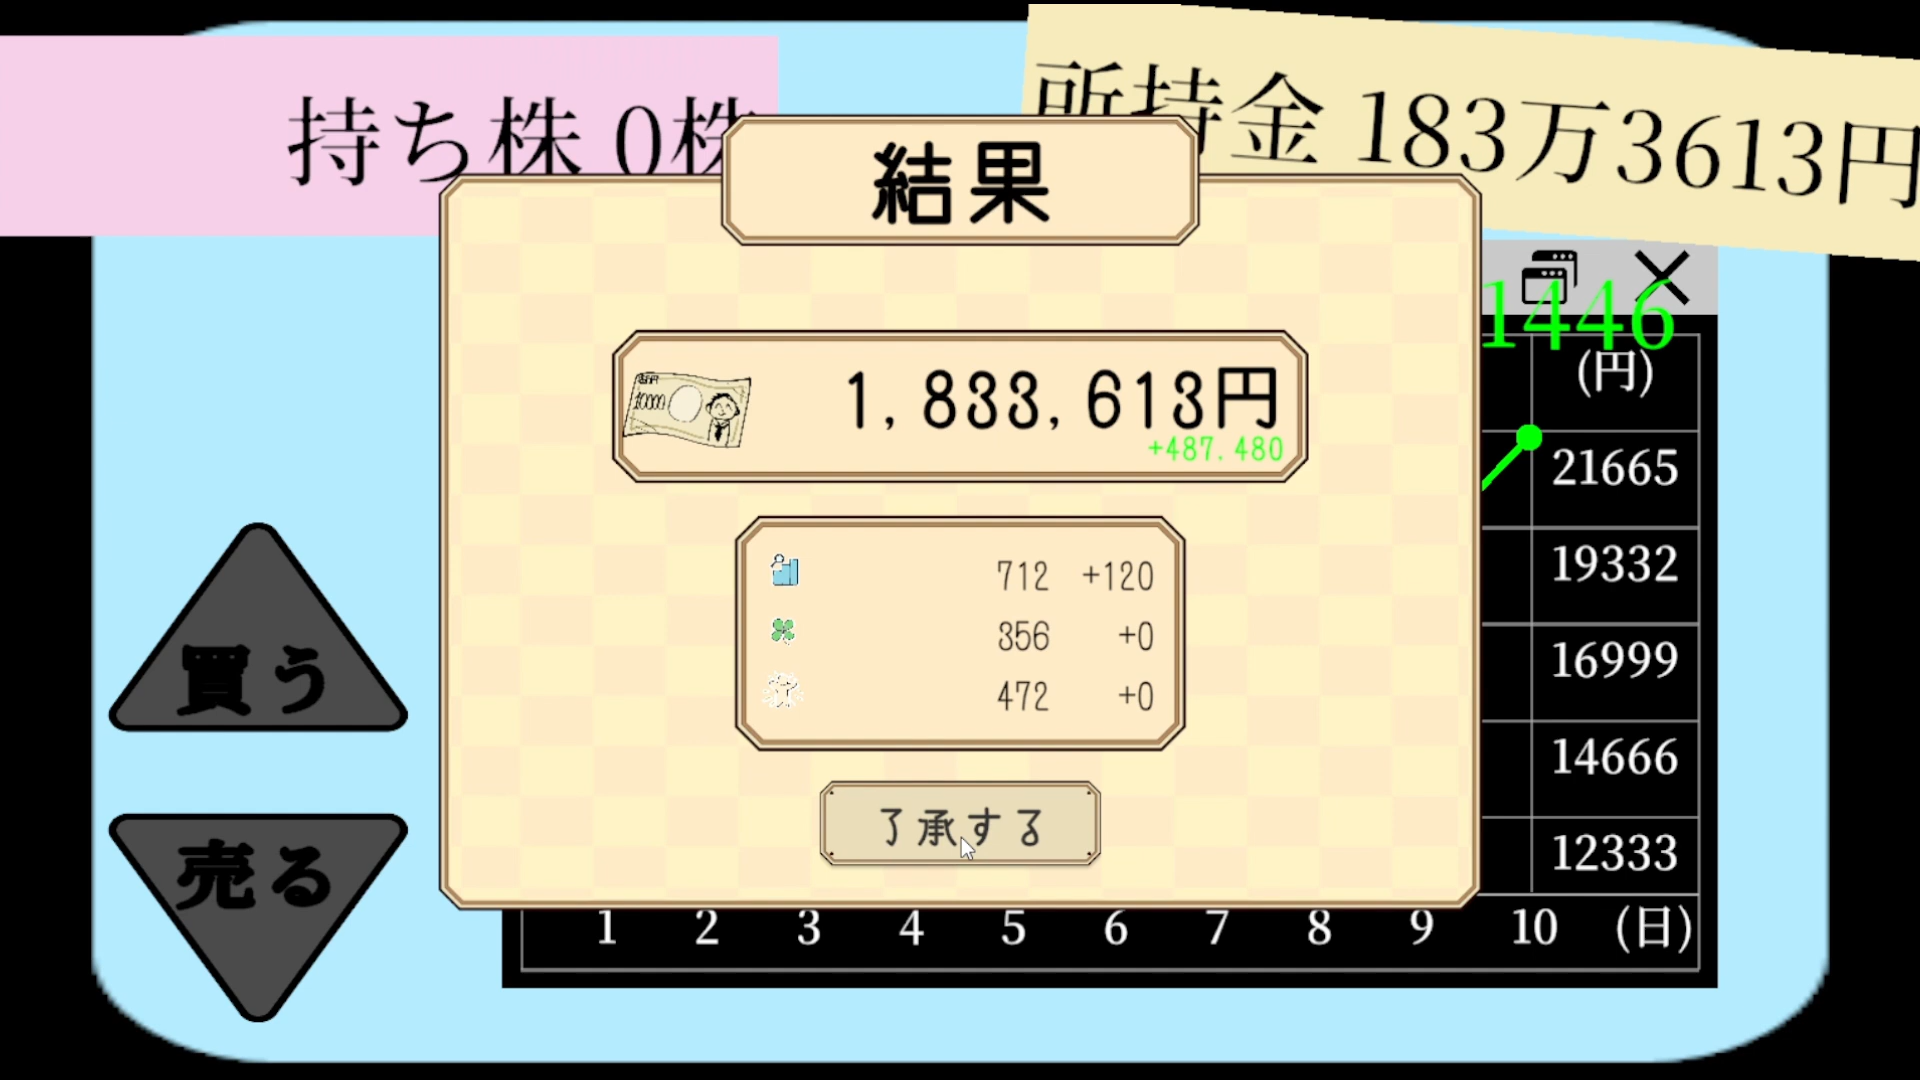 持ち株 0株
所持金 183万3613円
結果
1446
(円)
10000
1,833,613円
+487.480
21665
712 +120
19332
356 +0
16999
472 +0
買う
14666
了承する
売る
12333
1 2 3 4 5 6 7 8 9 10 (日)